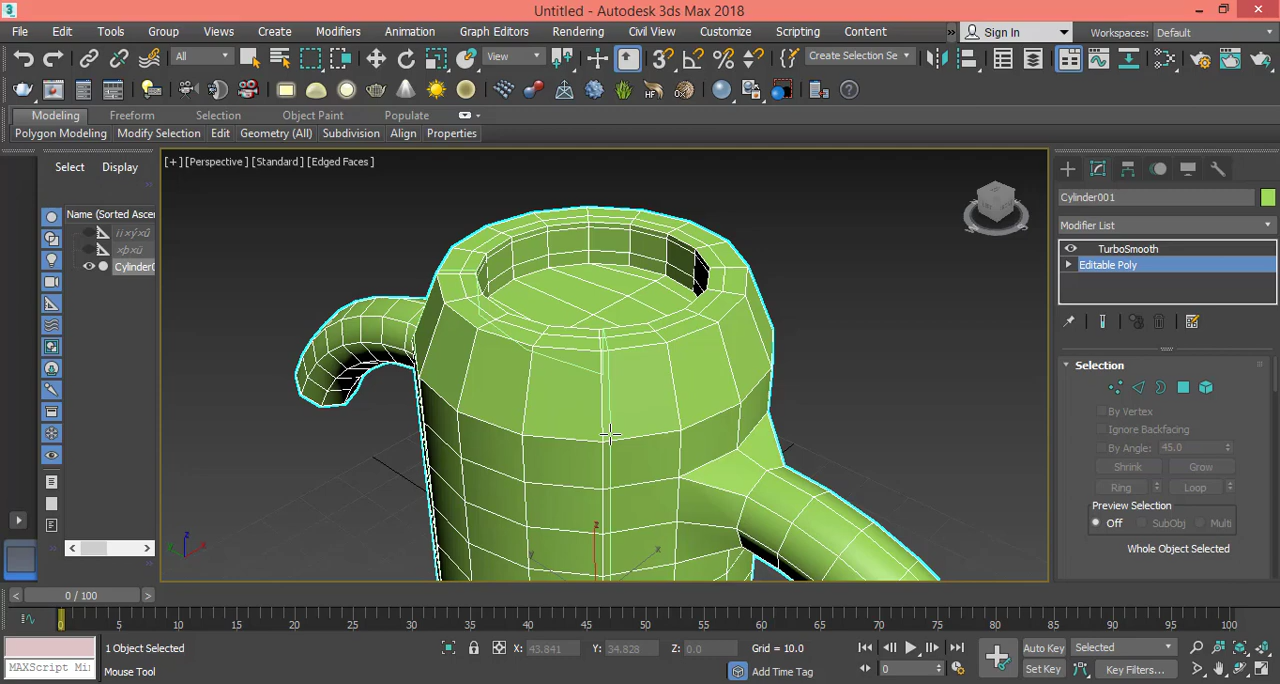 Untitled - Autodesk 3ds Max 2018
File Edit Tools Group Views Create Modifiers Animation Graph Editors Rendering Civil View Customize Scripting Content » Sign In Workspaces: Default
All View Create Selection Se
Modeling Freeform Selection Object Paint Populate
Polygon Modeling Modify Selection Edit Geometry (All) Subdivision Align Properties
Select Display
[+] [Perspective] [Standard] [Edged Faces]
Name (Sorted Asce
Cylinder0
Cylinder001
Modifier List
TurboSmooth
Editable Poly
Selection
By Vertex
Ignore Backfacing
By Angle: 45.0
Shrink Grow
Ring Loop
Preview Selection
Off SubObj Multi
Whole Object Selected
z
x
y
0 / 100
0 5 10 15 20 25 30 35 40 45 50 55 60 65 70 75 80 85 90 95 100
1 Object Selected X: 43.841 Y: 34.828 Z: 0.0 Grid = 10.0 Auto Key Selected
MAXScript Mi Mouse Tool Add Time Tag 0 Set Key Key Filters...